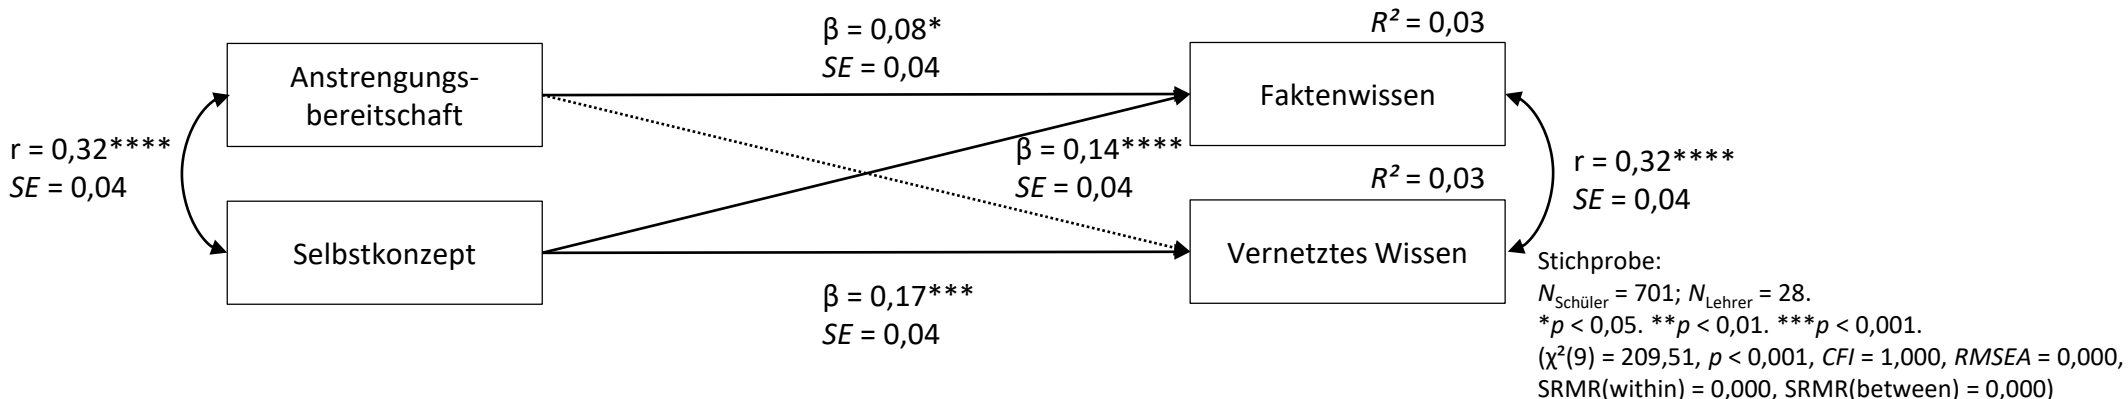 β = 0,08*
SE = 0,04
R² = 0,03
Anstrengungs-
bereitschaft
Faktenwissen
r = 0,32****
SE = 0,04
β = 0,14****
SE = 0,04
r = 0,32****
SE = 0,04
R² = 0,03
Selbstkonzept
Vernetztes Wissen
β = 0,17***
SE = 0,04
Stichprobe:
N_Schüler = 701; N_Lehrer = 28.
*p < 0,05. **p < 0,01. ***p < 0,001.
(χ²(9) = 209,51, p < 0,001, CFI = 1,000, RMSEA = 0,000,
SRMR(within) = 0,000, SRMR(between) = 0,000)